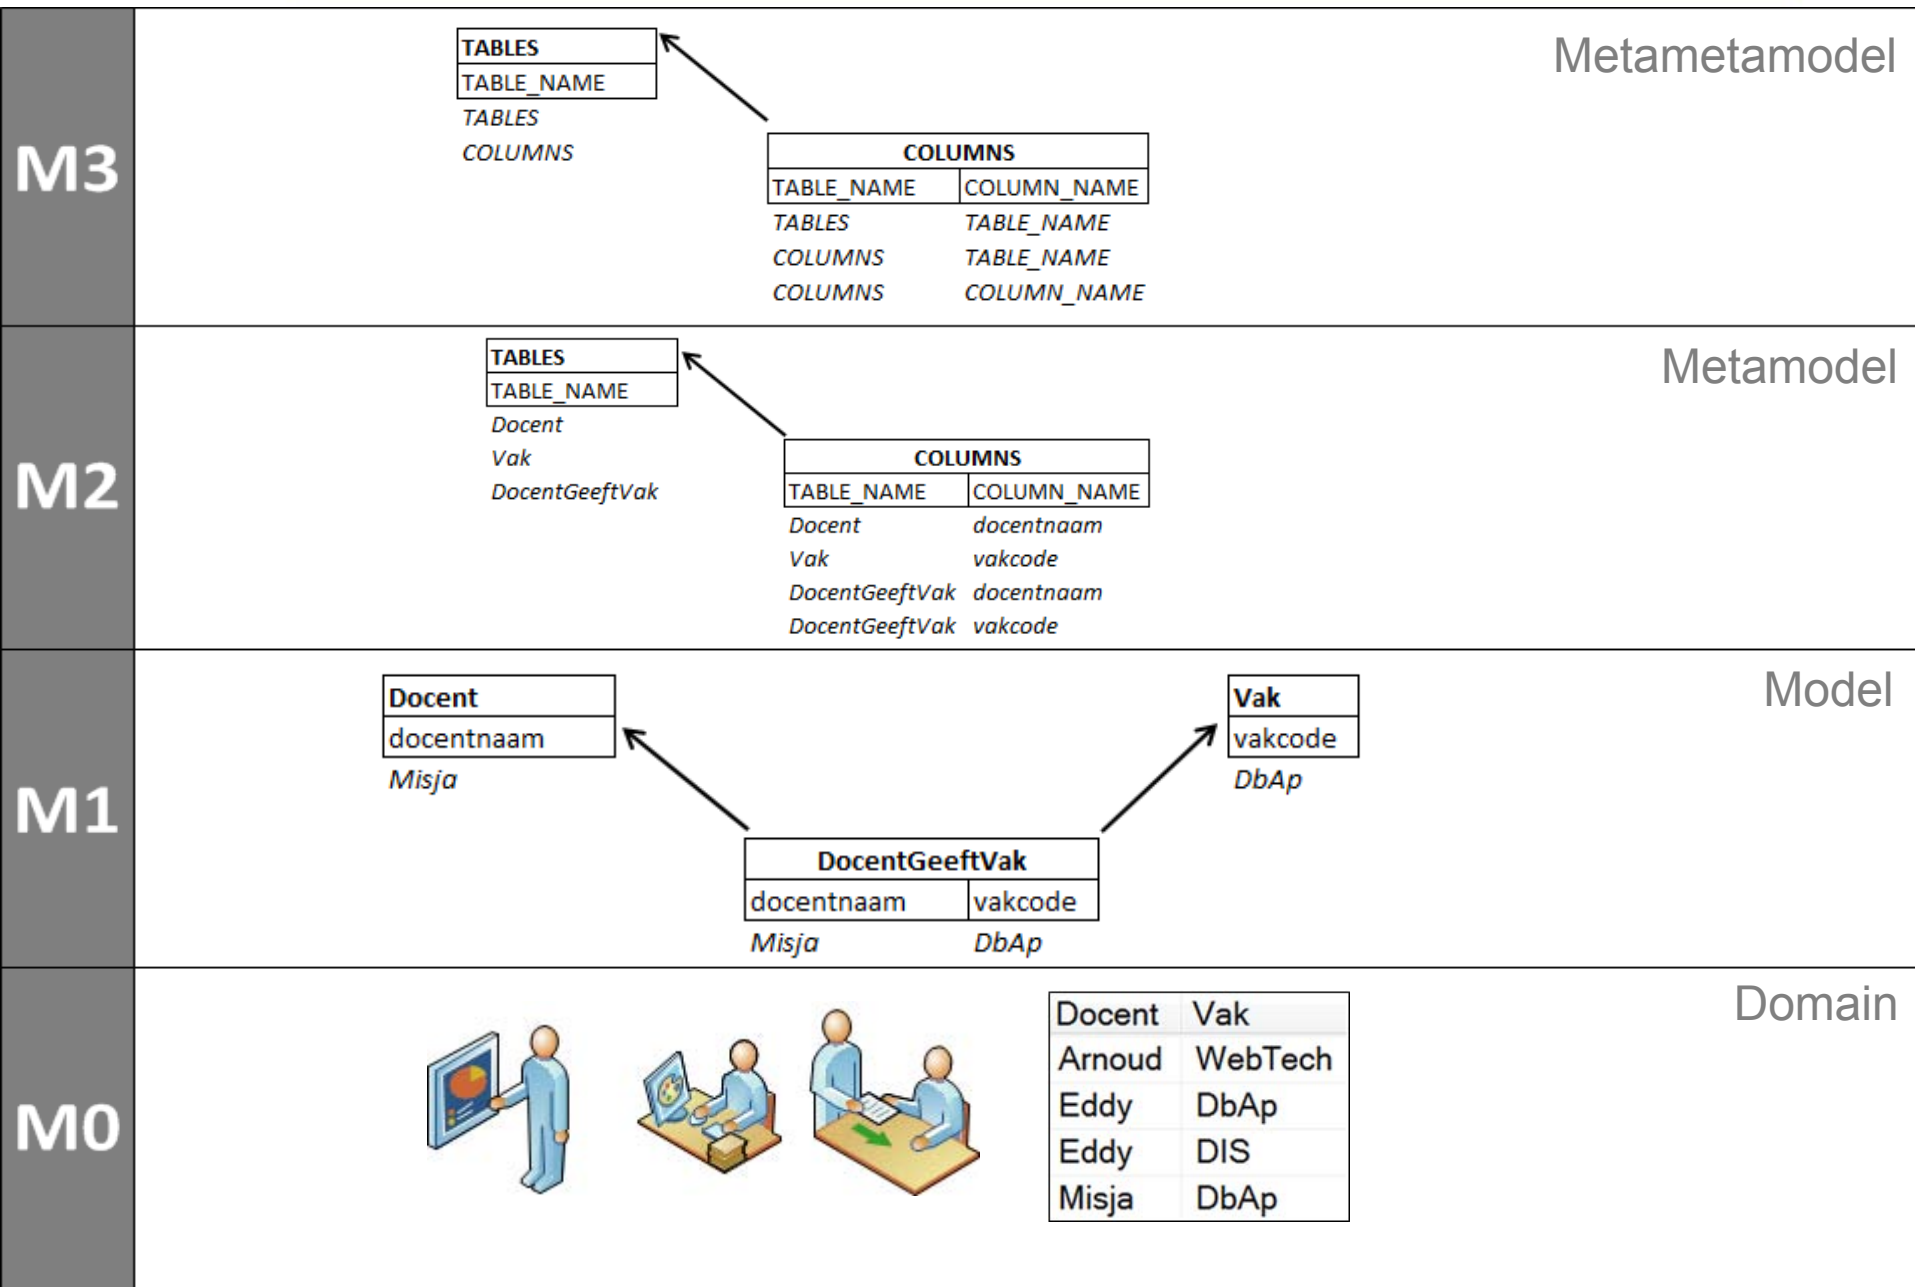 M3
Metametamodel
TABLES
TABLE_NAME
TABLES
COLUMNS
COLUMNS
TABLE_NAME COLUMN_NAME
TABLES TABLE_NAME
COLUMNS TABLE_NAME
COLUMNS COLUMN_NAME
M2
Metamodel
TABLES
TABLE_NAME
Docent
Vak
DocentGeeftVak
COLUMNS
TABLE_NAME COLUMN_NAME
Docent docentnaam
Vak vakcode
DocentGeeftVak docentnaam
DocentGeeftVak vakcode
M1
Model
Docent
docentnaam
Misja
Vak
vakcode
DbAp
DocentGeeftVak
docentnaam vakcode
Misja DbAp
M0
Domain
Docent Vak
Arnoud WebTech
Eddy DbAp
Eddy DIS
Misja DbAp